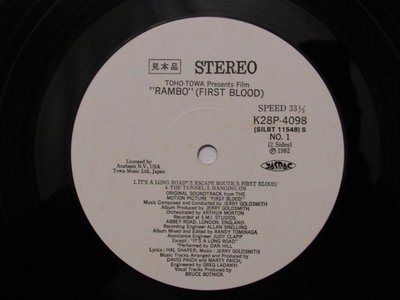 見本品 STEREO
TOHO-TOWA Presents Film
"RAMBO" (FIRST BLOOD)
SPEED 33⅓
K28P-4098
(SILBT 11548) S
NO. 1
(2 Sides)
℗ 1982
Licensed by
Anabasis N.V., USA
Towa Music Ltd., Japan
JASRAC
1. IT'S A LONG ROAD*/2. ESCAPE ROUTE/3. FIRST BLOOD/
4. THE TUNNEL/5. HANGING ON
ORIGINAL SOUNDTRACK from the
MOTION PICTURE "FIRST BLOOD"
Music Composed and Conducted by JERRY GOLDSMITH
Album Produced by JERRY GOLDSMITH
Orchestrated by ARTHUR MORTON
Recorded at E.M.I. STUDIOS,
ABBEY ROAD, LONDON, ENGLAND
Recording Engineer ALLAN SNELLING
Album Mixed and Edited by RANDY TOMINAGA
Assistance Engineer: JUDY CLAPP
Except: "IT'S A LONG ROAD"
*Performed by DAN HILL
Lyrics: HAL SHAPER, Music: JERRY GOLDSMITH
Music Tracks Arranged and Produced by
DAVID PAICH and MARTY PAICH,
Engineered by GREG LADANYI
Vocal Tracks Produced by
BRUCE BOTNICK